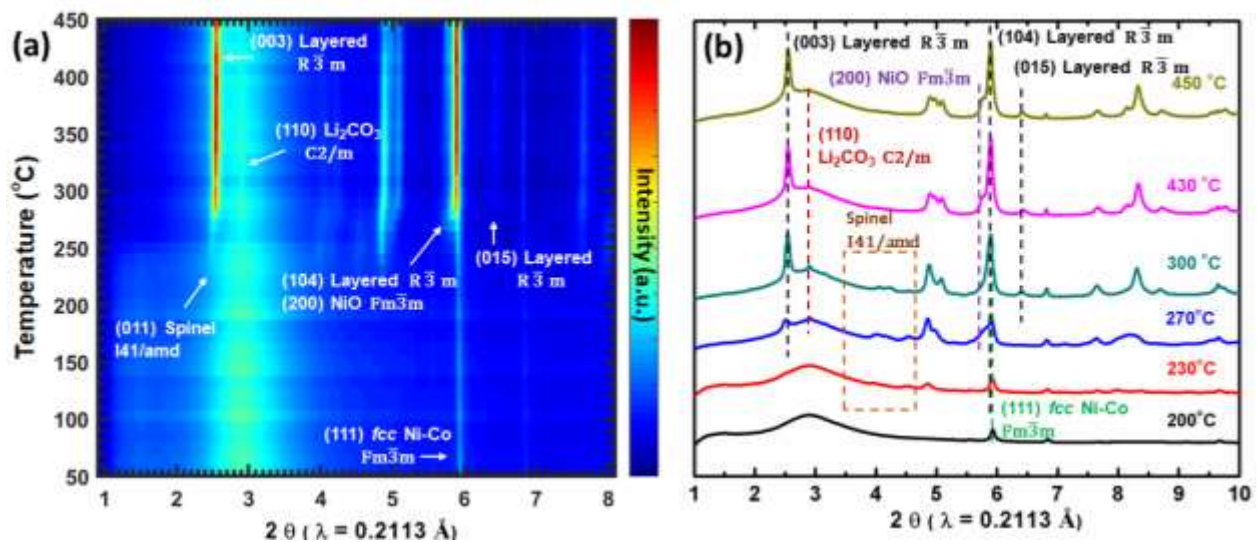 (a)
450
400
350
300
250
200
150
100
50
Temperature (°C)
(003) Layered
R3̅m
(110) Li₂CO₃
C2/m
(104) Layered R3̅m
(200) NiO Fm3̅m
(015) Layered
R3̅m
(011) Spinel
I41/amd
(111) fcc Ni-Co
Fm3̅m
1 2 3 4 5 6 7 8
2 θ ( λ = 0.2113 Å)
Intensity (a.u.)
(b)
(003) Layered R3̅m
(104) Layered R3̅m
(200) NiO Fm3̅m
(015) Layered R3̅m
450 °C
(110)
Li₂CO₃ C2/m
430 °C
Spinel
I41/amd
300 °C
270°C
230°C
(111) fcc Ni-Co
Fm3̅m
200°C
1 2 3 4 5 6 7 8 9 10
2 θ ( λ = 0.2113 Å)